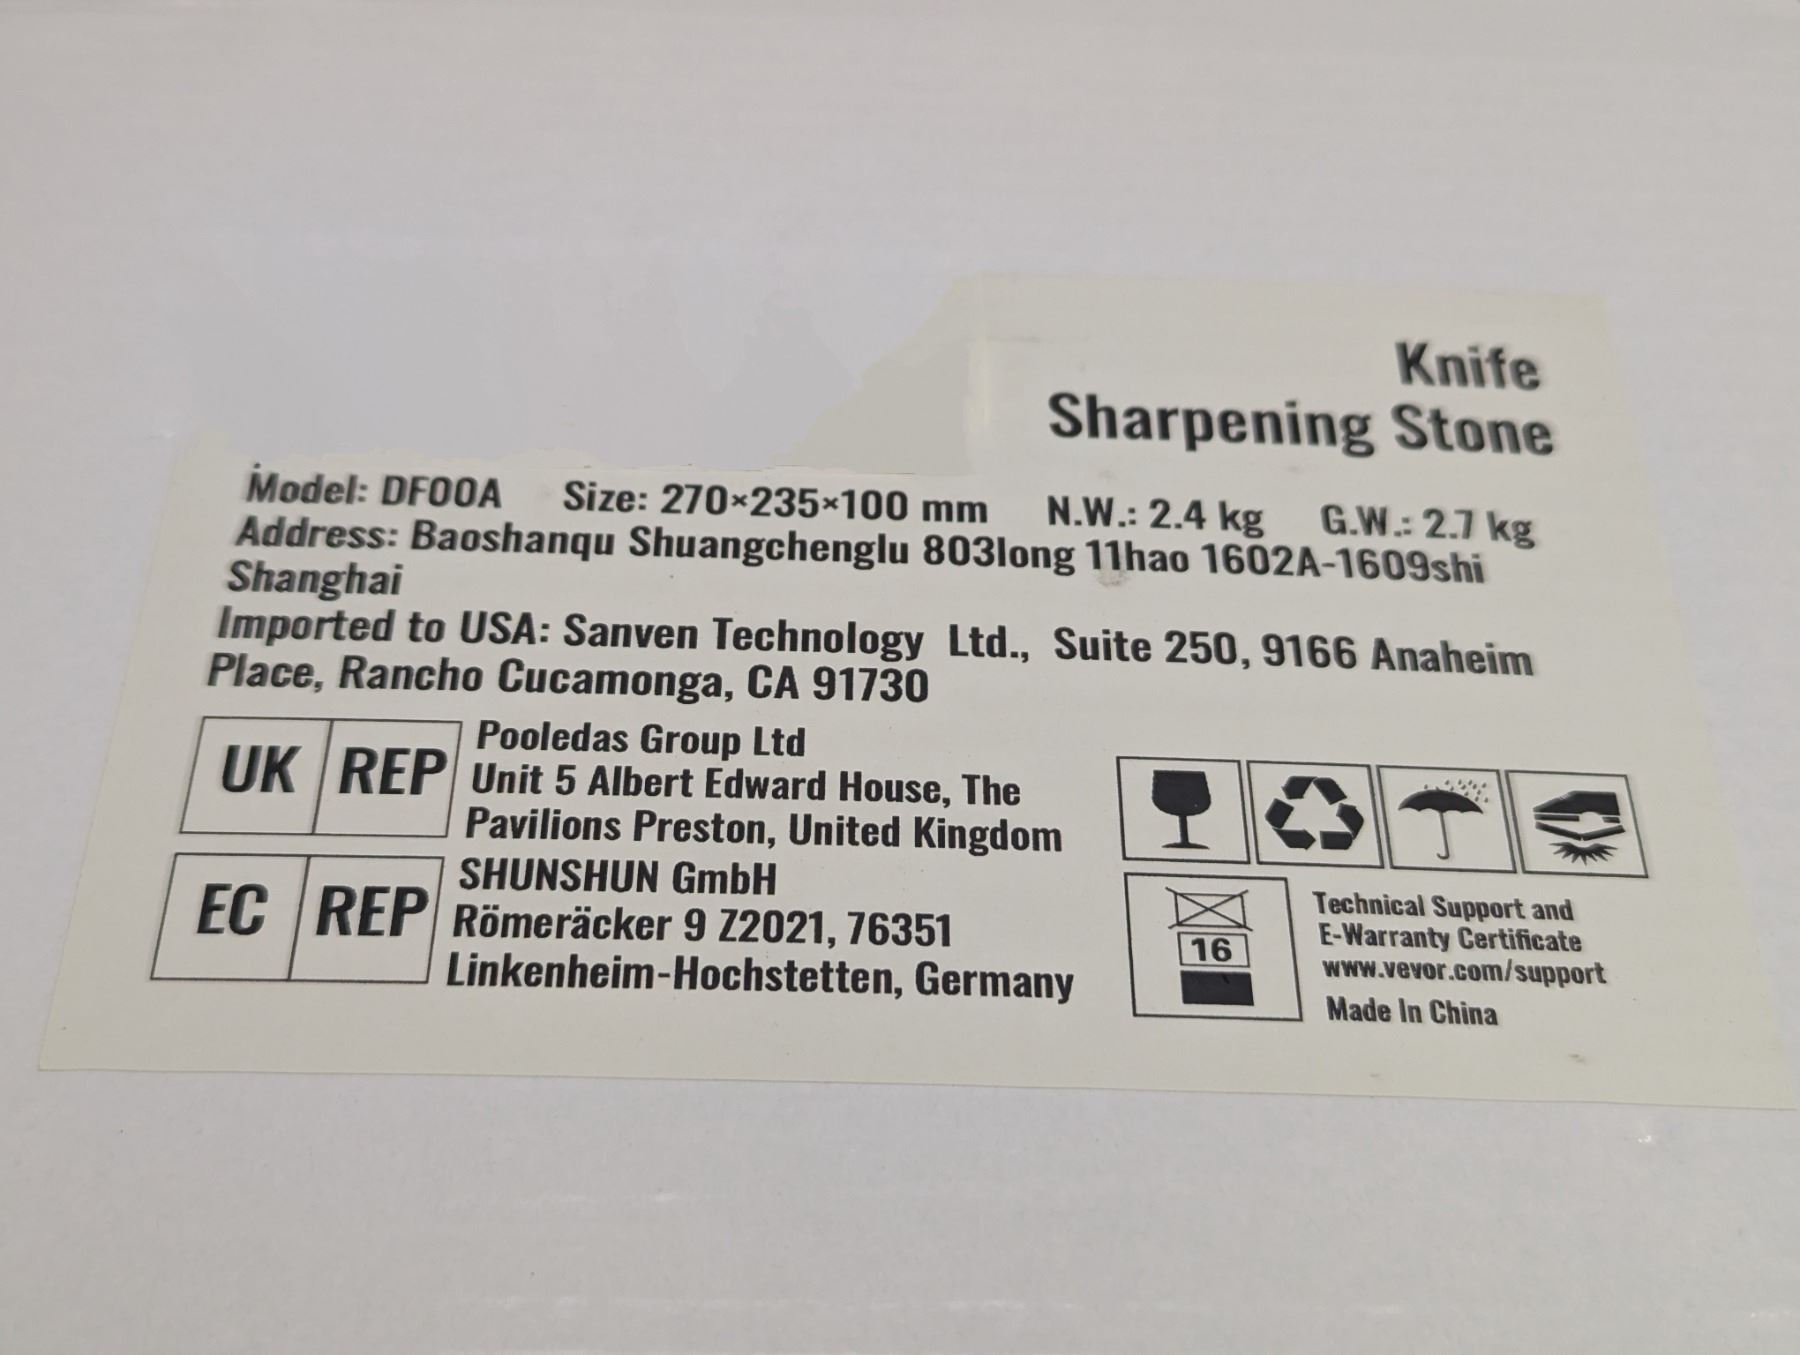 Knife
Sharpening Stone
Model: DF00A Size: 270×235×100 mm N.W.: 2.4 kg G.W.: 2.7 kg
Address: Baoshanqu Shuangchenglu 803long 11hao 1602A-1609shi
Shanghai
Imported to USA: Sanven Technology Ltd., Suite 250, 9166 Anaheim
Place, Rancho Cucamonga, CA 91730
UK REP
Pooledas Group Ltd
Unit 5 Albert Edward House, The
Pavilions Preston, United Kingdom
EC REP
SHUNSHUN GmbH
Römeräcker 9 Z2021, 76351
Linkenheim-Hochstetten, Germany
16
Technical Support and
E-Warranty Certificate
www.vevor.com/support
Made In China